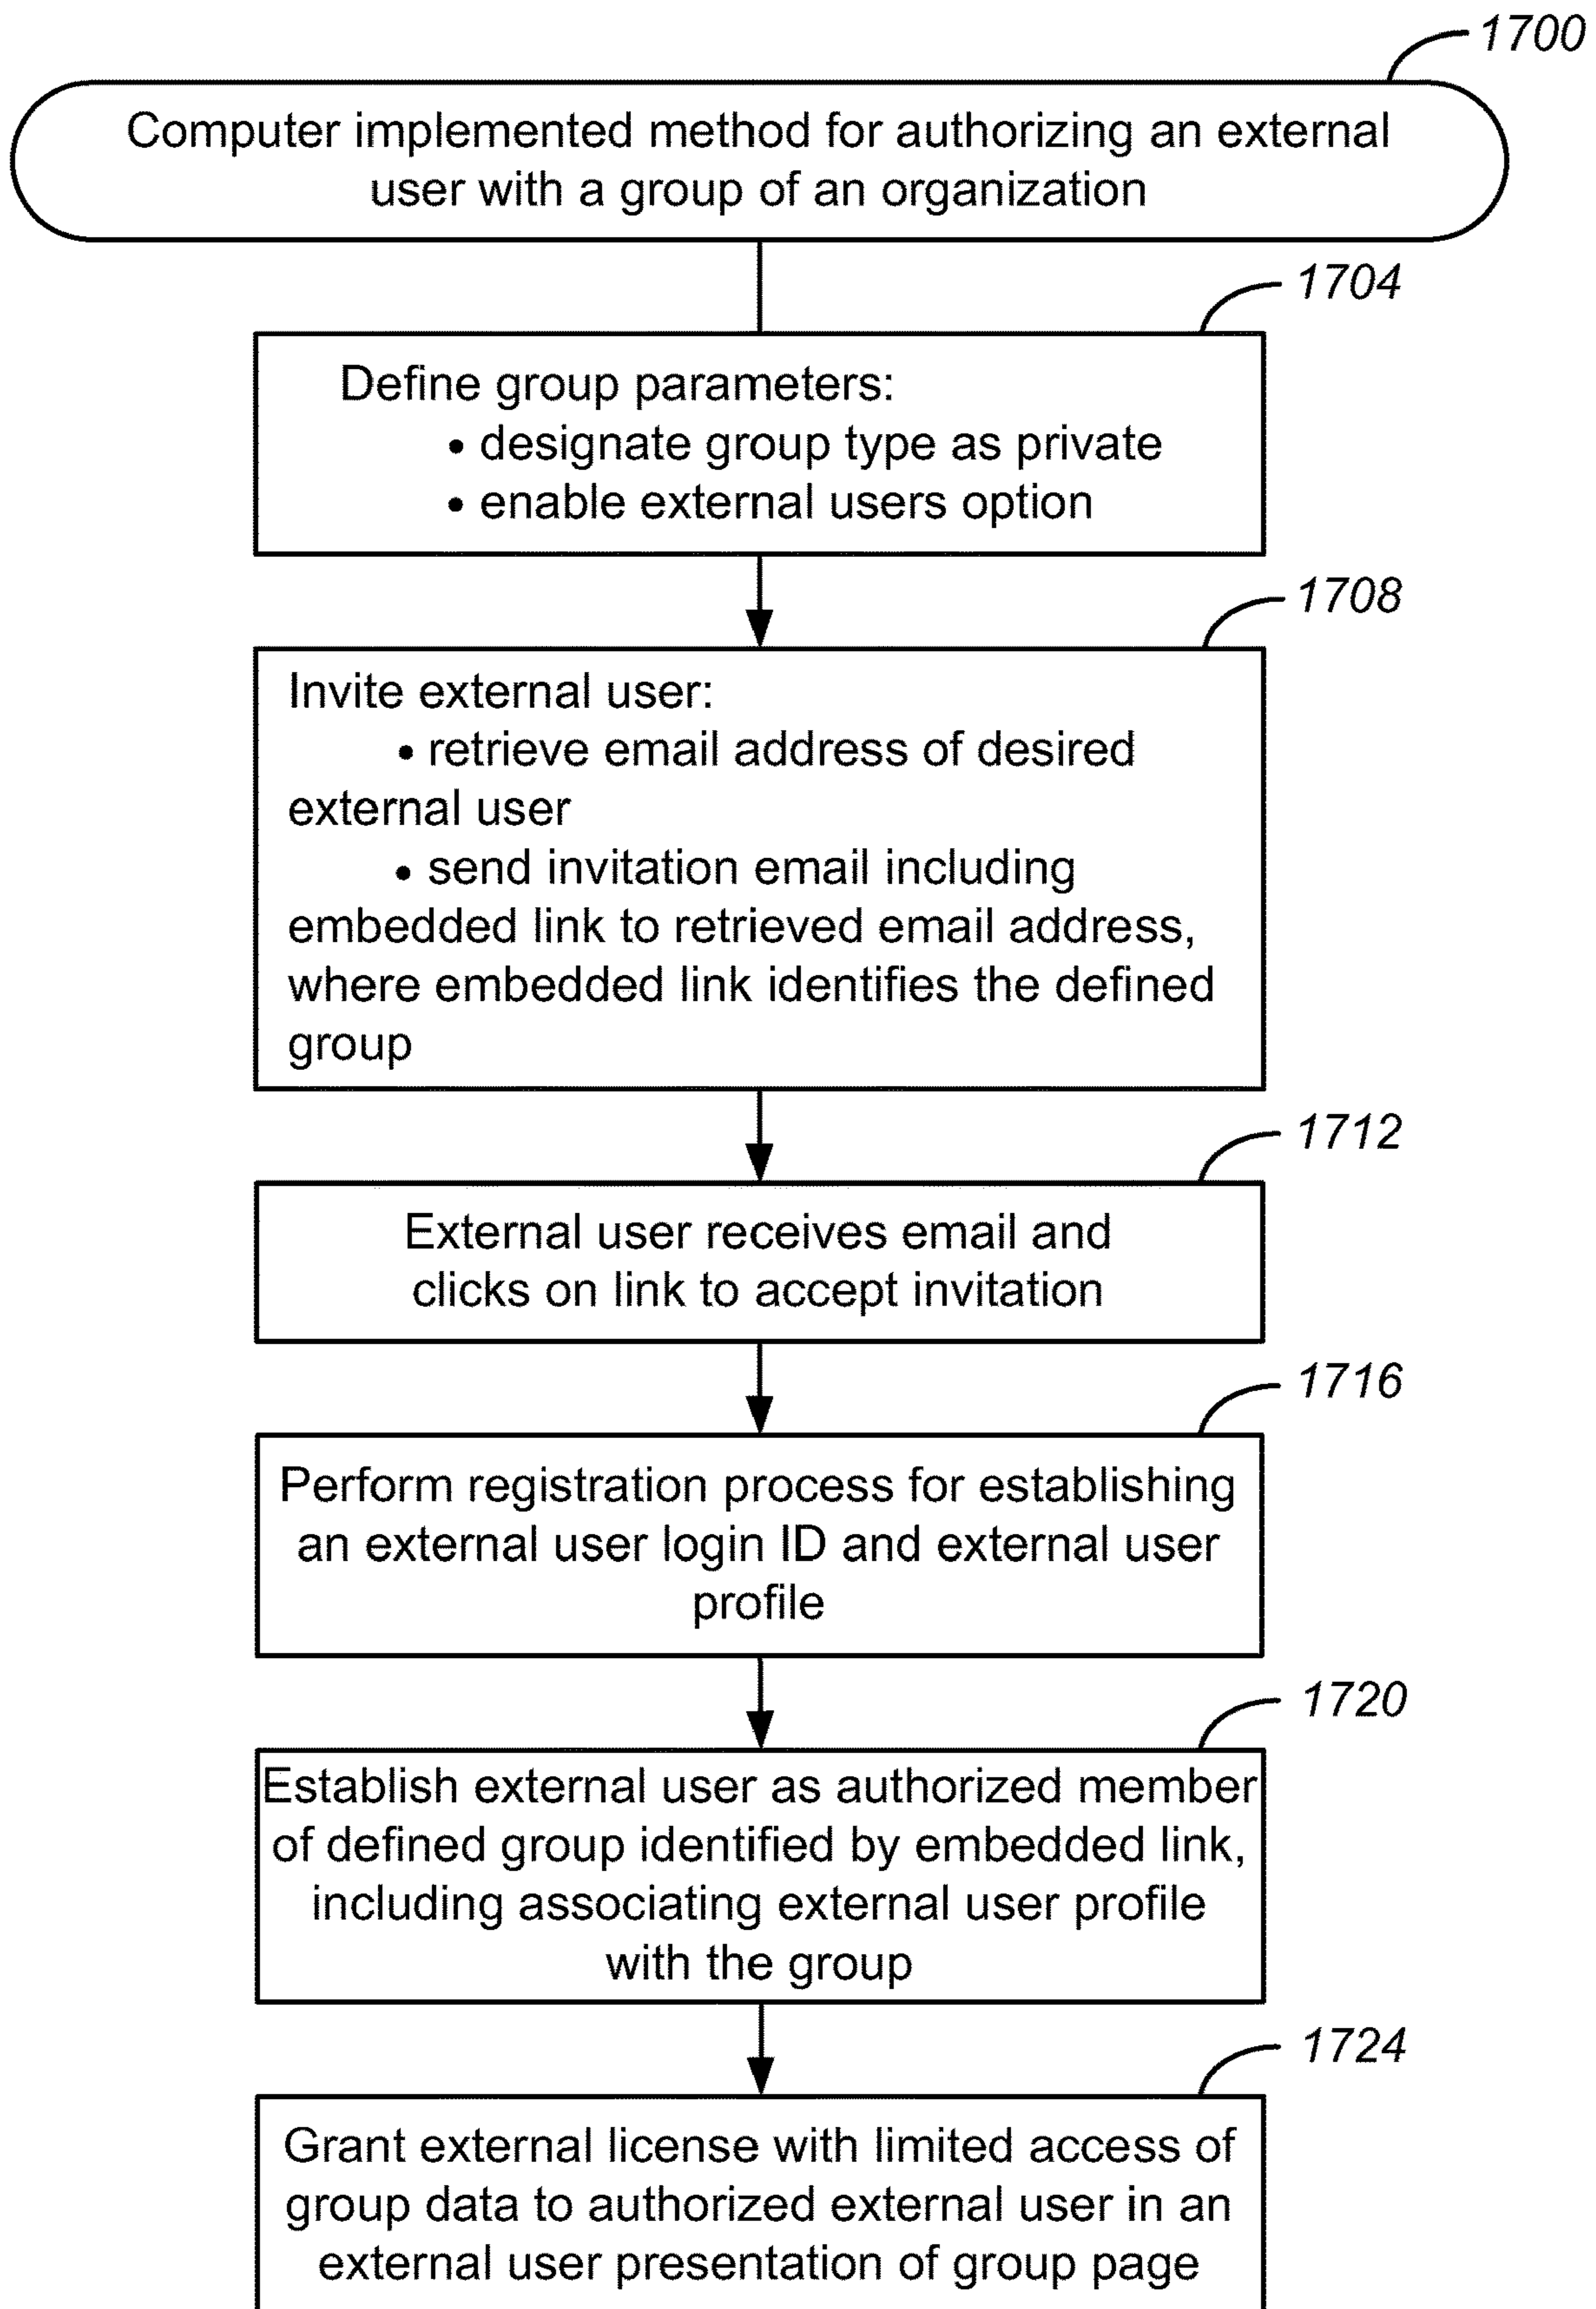 1700
Computer implemented method for authorizing an external
user with a group of an organization
1704
Define group parameters:
• designate group type as private
• enable external users option
1708
Invite external user:
• retrieve email address of desired
external user
• send invitation email including
embedded link to retrieved email address,
where embedded link identifies the defined
group
1712
External user receives email and
clicks on link to accept invitation
1716
Perform registration process for establishing
an external user login ID and external user
profile
1720
Establish external user as authorized member
of defined group identified by embedded link,
including associating external user profile
with the group
1724
Grant external license with limited access of
group data to authorized external user in an
external user presentation of group page